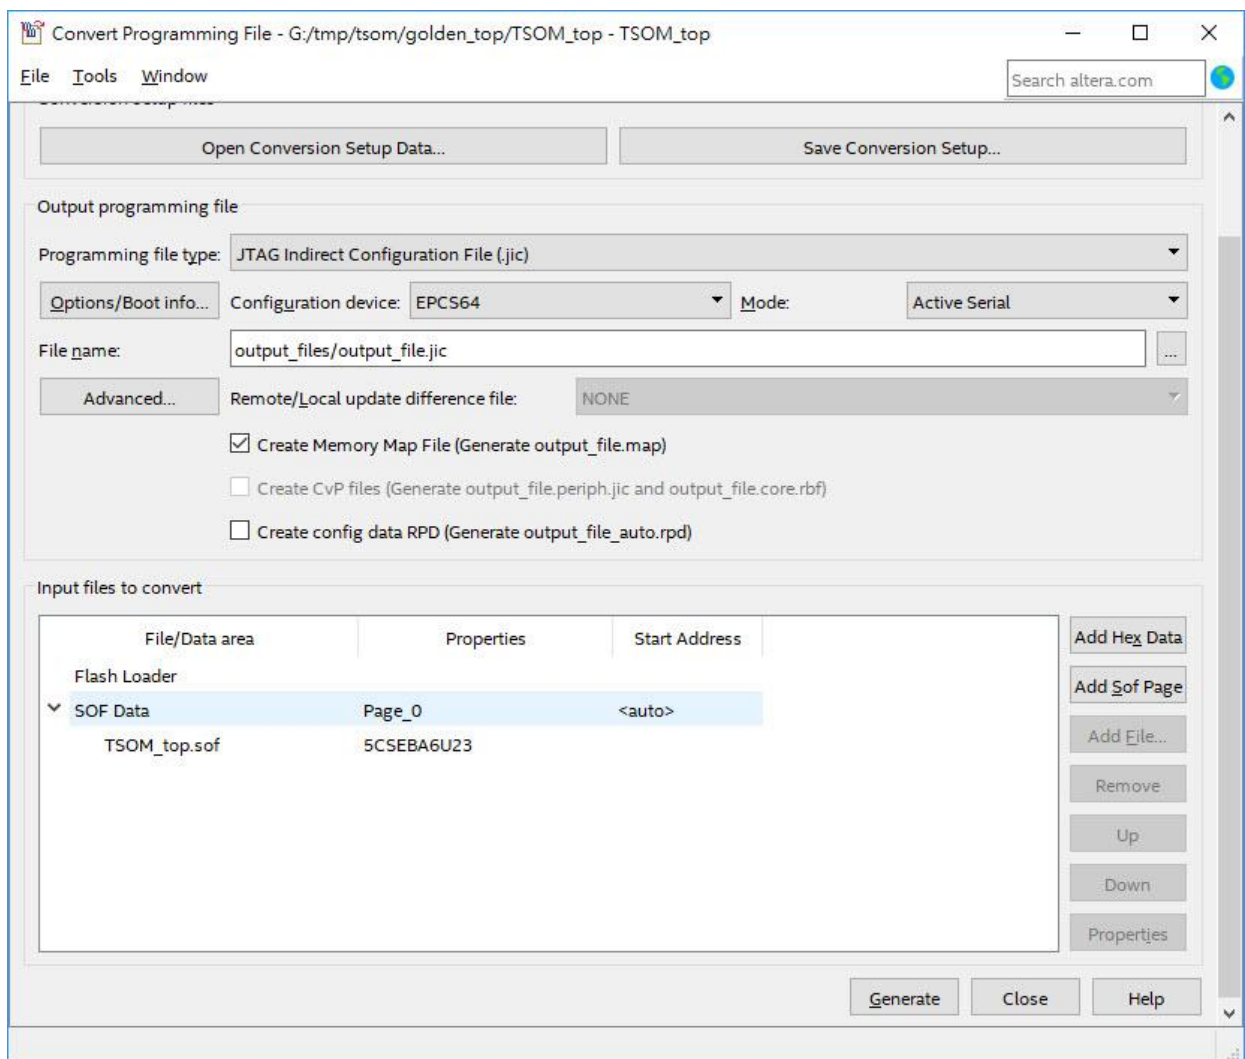 Convert Programming File - G:/tmp/tsom/golden_top/TSOM_top - TSOM_top
File Tools Window
Search altera.com
Open Conversion Setup Data... Save Conversion Setup...
Output programming file
Programming file type: JTAG Indirect Configuration File (.jic)
Options/Boot info... Configuration device: EPCS64 Mode: Active Serial
File name: output_files/output_file.jic ...
Advanced... Remote/Local update difference file: NONE
Create Memory Map File (Generate output_file.map)
Create CvP files (Generate output_file.periph.jic and output_file.core.rbf)
Create config data RPD (Generate output_file_auto.rpd)
Input files to convert
File/Data area Properties Start Address
Flash Loader
SOF Data Page_0 <auto>
TSOM_top.sof 5CSEBA6U23
Add Hex Data
Add Sof Page
Add File...
Remove
Up
Down
Properties
Generate Close Help